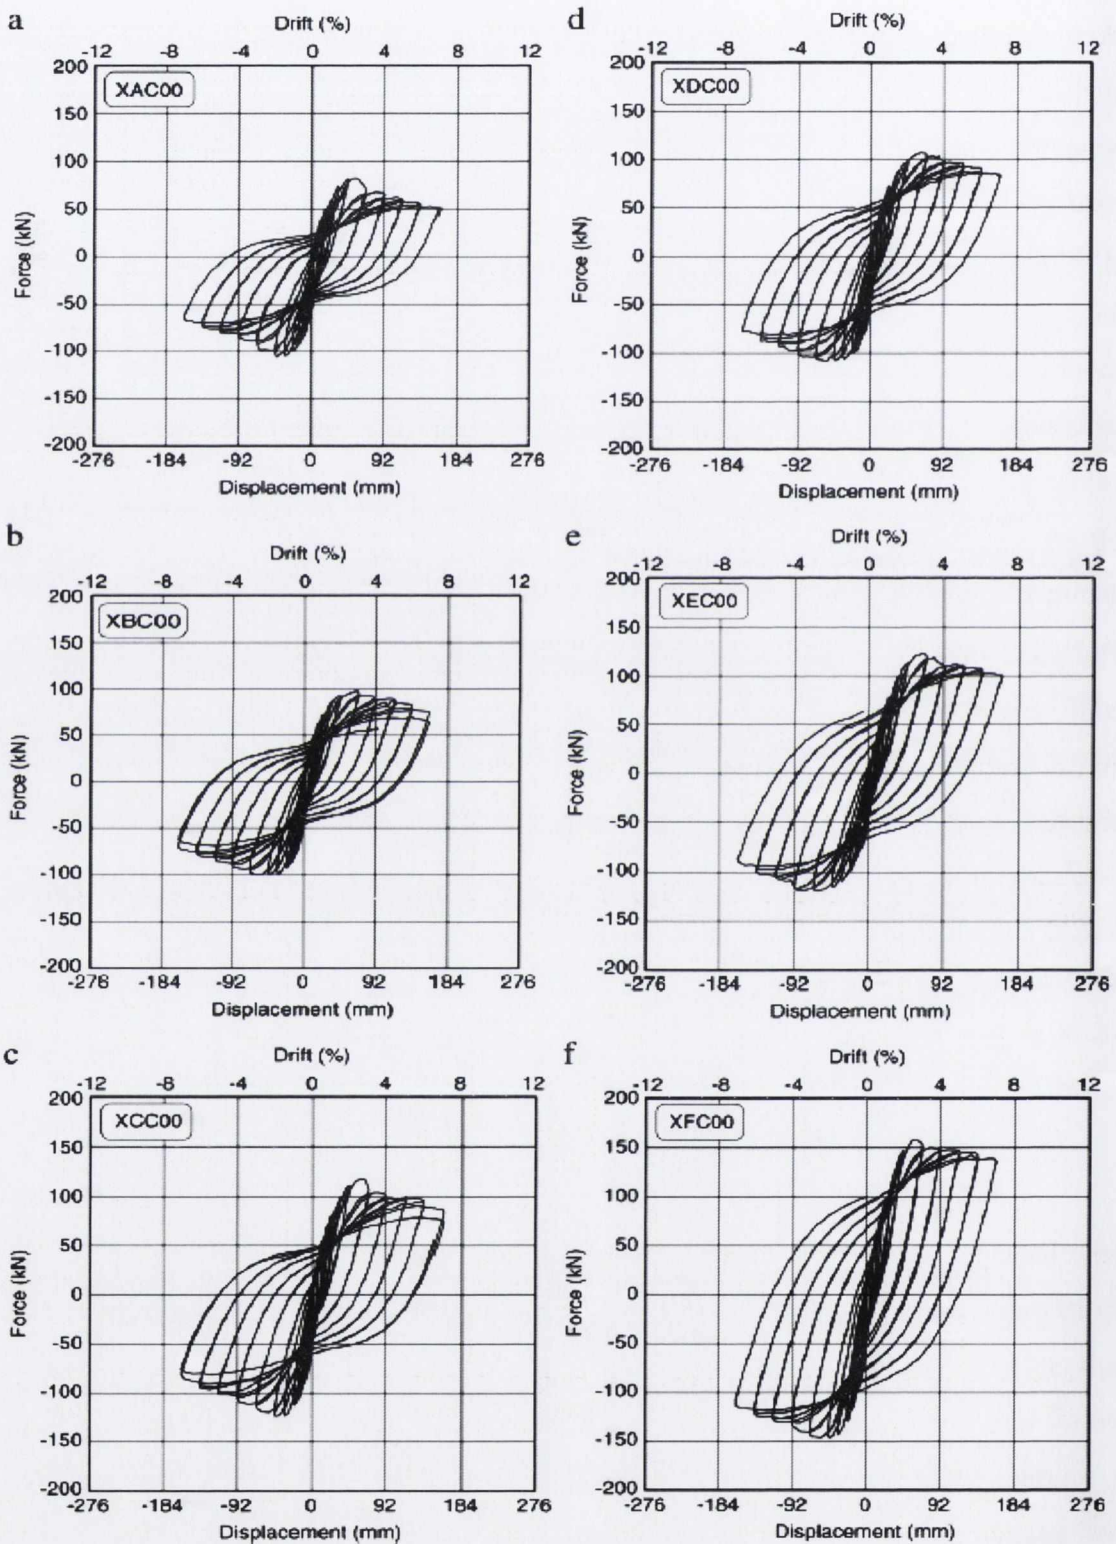 a
Drift (%)
-12 -8 -4 0 4 8 12
XAC00
200
150
100
50
0
-50
-100
-150
-200
Force (kN)
-276 -184 -92 0 92 184 276
Displacement (mm)
d
Drift (%)
-12 -8 -4 0 4 8 12
XDC00
200
150
100
50
0
-50
-100
-150
-200
Force (kN)
-276 -184 -92 0 92 184 276
Displacement (mm)
b
Drift (%)
-12 -8 -4 0 4 8 12
XBC00
200
150
100
50
0
-50
-100
-150
-200
Force (kN)
-276 -184 -92 0 92 184 276
Displacement (mm)
e
Drift (%)
-12 -8 -4 0 4 8 12
XEC00
200
150
100
50
0
-50
-100
-150
-200
Force (kN)
-276 -184 -92 0 92 184 276
Displacement (mm)
c
Drift (%)
-12 -8 -4 0 4 8 12
XCC00
200
150
100
50
0
-50
-100
-150
-200
Force (kN)
-276 -184 -92 0 92 184 276
Displacement (mm)
f
Drift (%)
-12 -8 -4 0 4 8 12
XFC00
200
150
100
50
0
-50
-100
-150
-200
Force (kN)
-276 -184 -92 0 92 184 276
Displacement (mm)